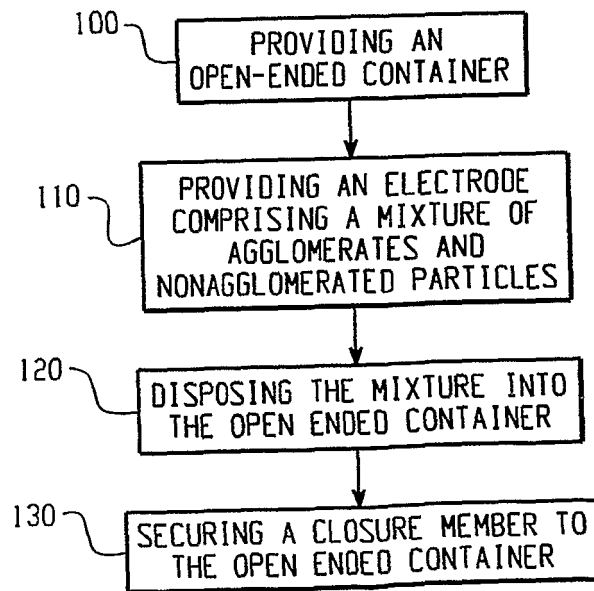 100
PROVIDING AN
OPEN-ENDED CONTAINER
110
PROVIDING AN ELECTRODE
COMPRISING A MIXTURE OF
AGGLOMERATES AND
NONAGGLOMERATED PARTICLES
120
DISPOSING THE MIXTURE INTO
THE OPEN ENDED CONTAINER
130
SECURING A CLOSURE MEMBER TO
THE OPEN ENDED CONTAINER